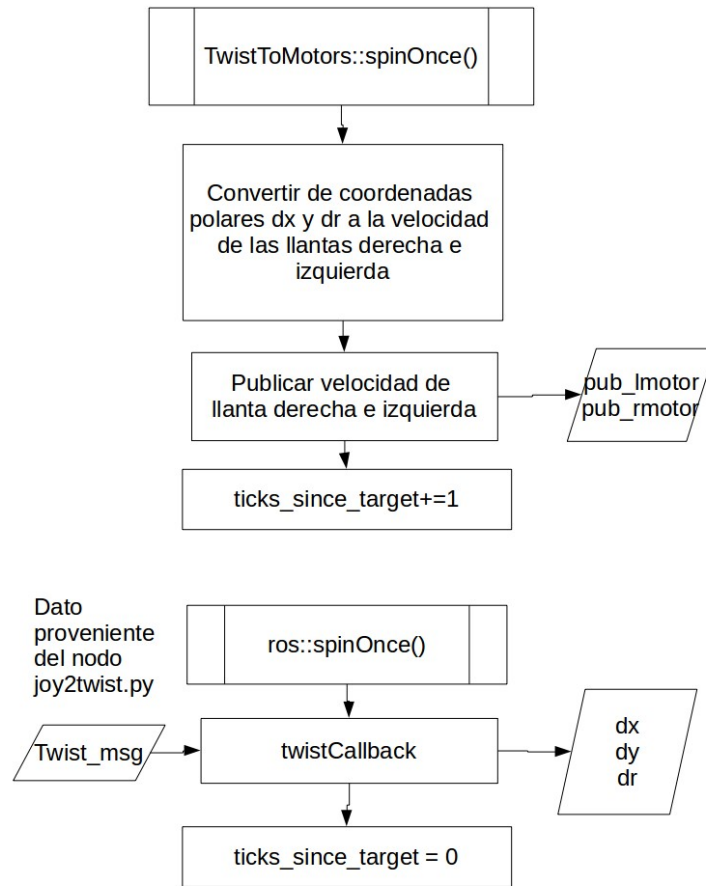 TwistToMotors::spinOnce()
Convertir de coordenadas
polares dx y dr a la velocidad
de las llantas derecha e
izquierda
Publicar velocidad de
llanta derecha e izquierda
pub_lmotor
pub_rmotor
ticks_since_target+=1
Dato
proveniente
del nodo
joy2twist.py
ros::spinOnce()
Twist_msg
twistCallback
dx
dy
dr
ticks_since_target = 0